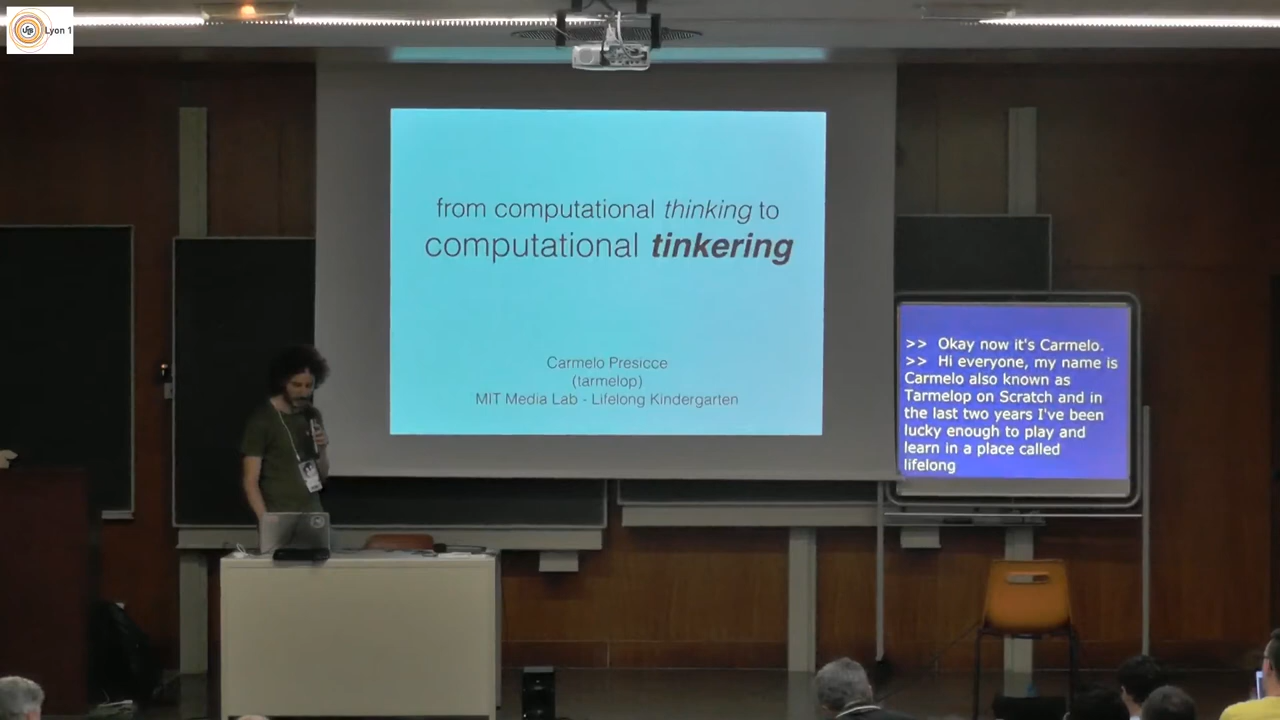 Lyon 1
from computational thinking to
computational tinkering
Carmelo Presicce
(tarmelop)
MIT Media Lab - Lifelong Kindergarten
>> Okay now it's Carmelo.
>> Hi everyone, my name is
Carmelo also known as
Tarmelop on Scratch and in
the last two years I've been
lucky enough to play and
learn in a place called
lifelong